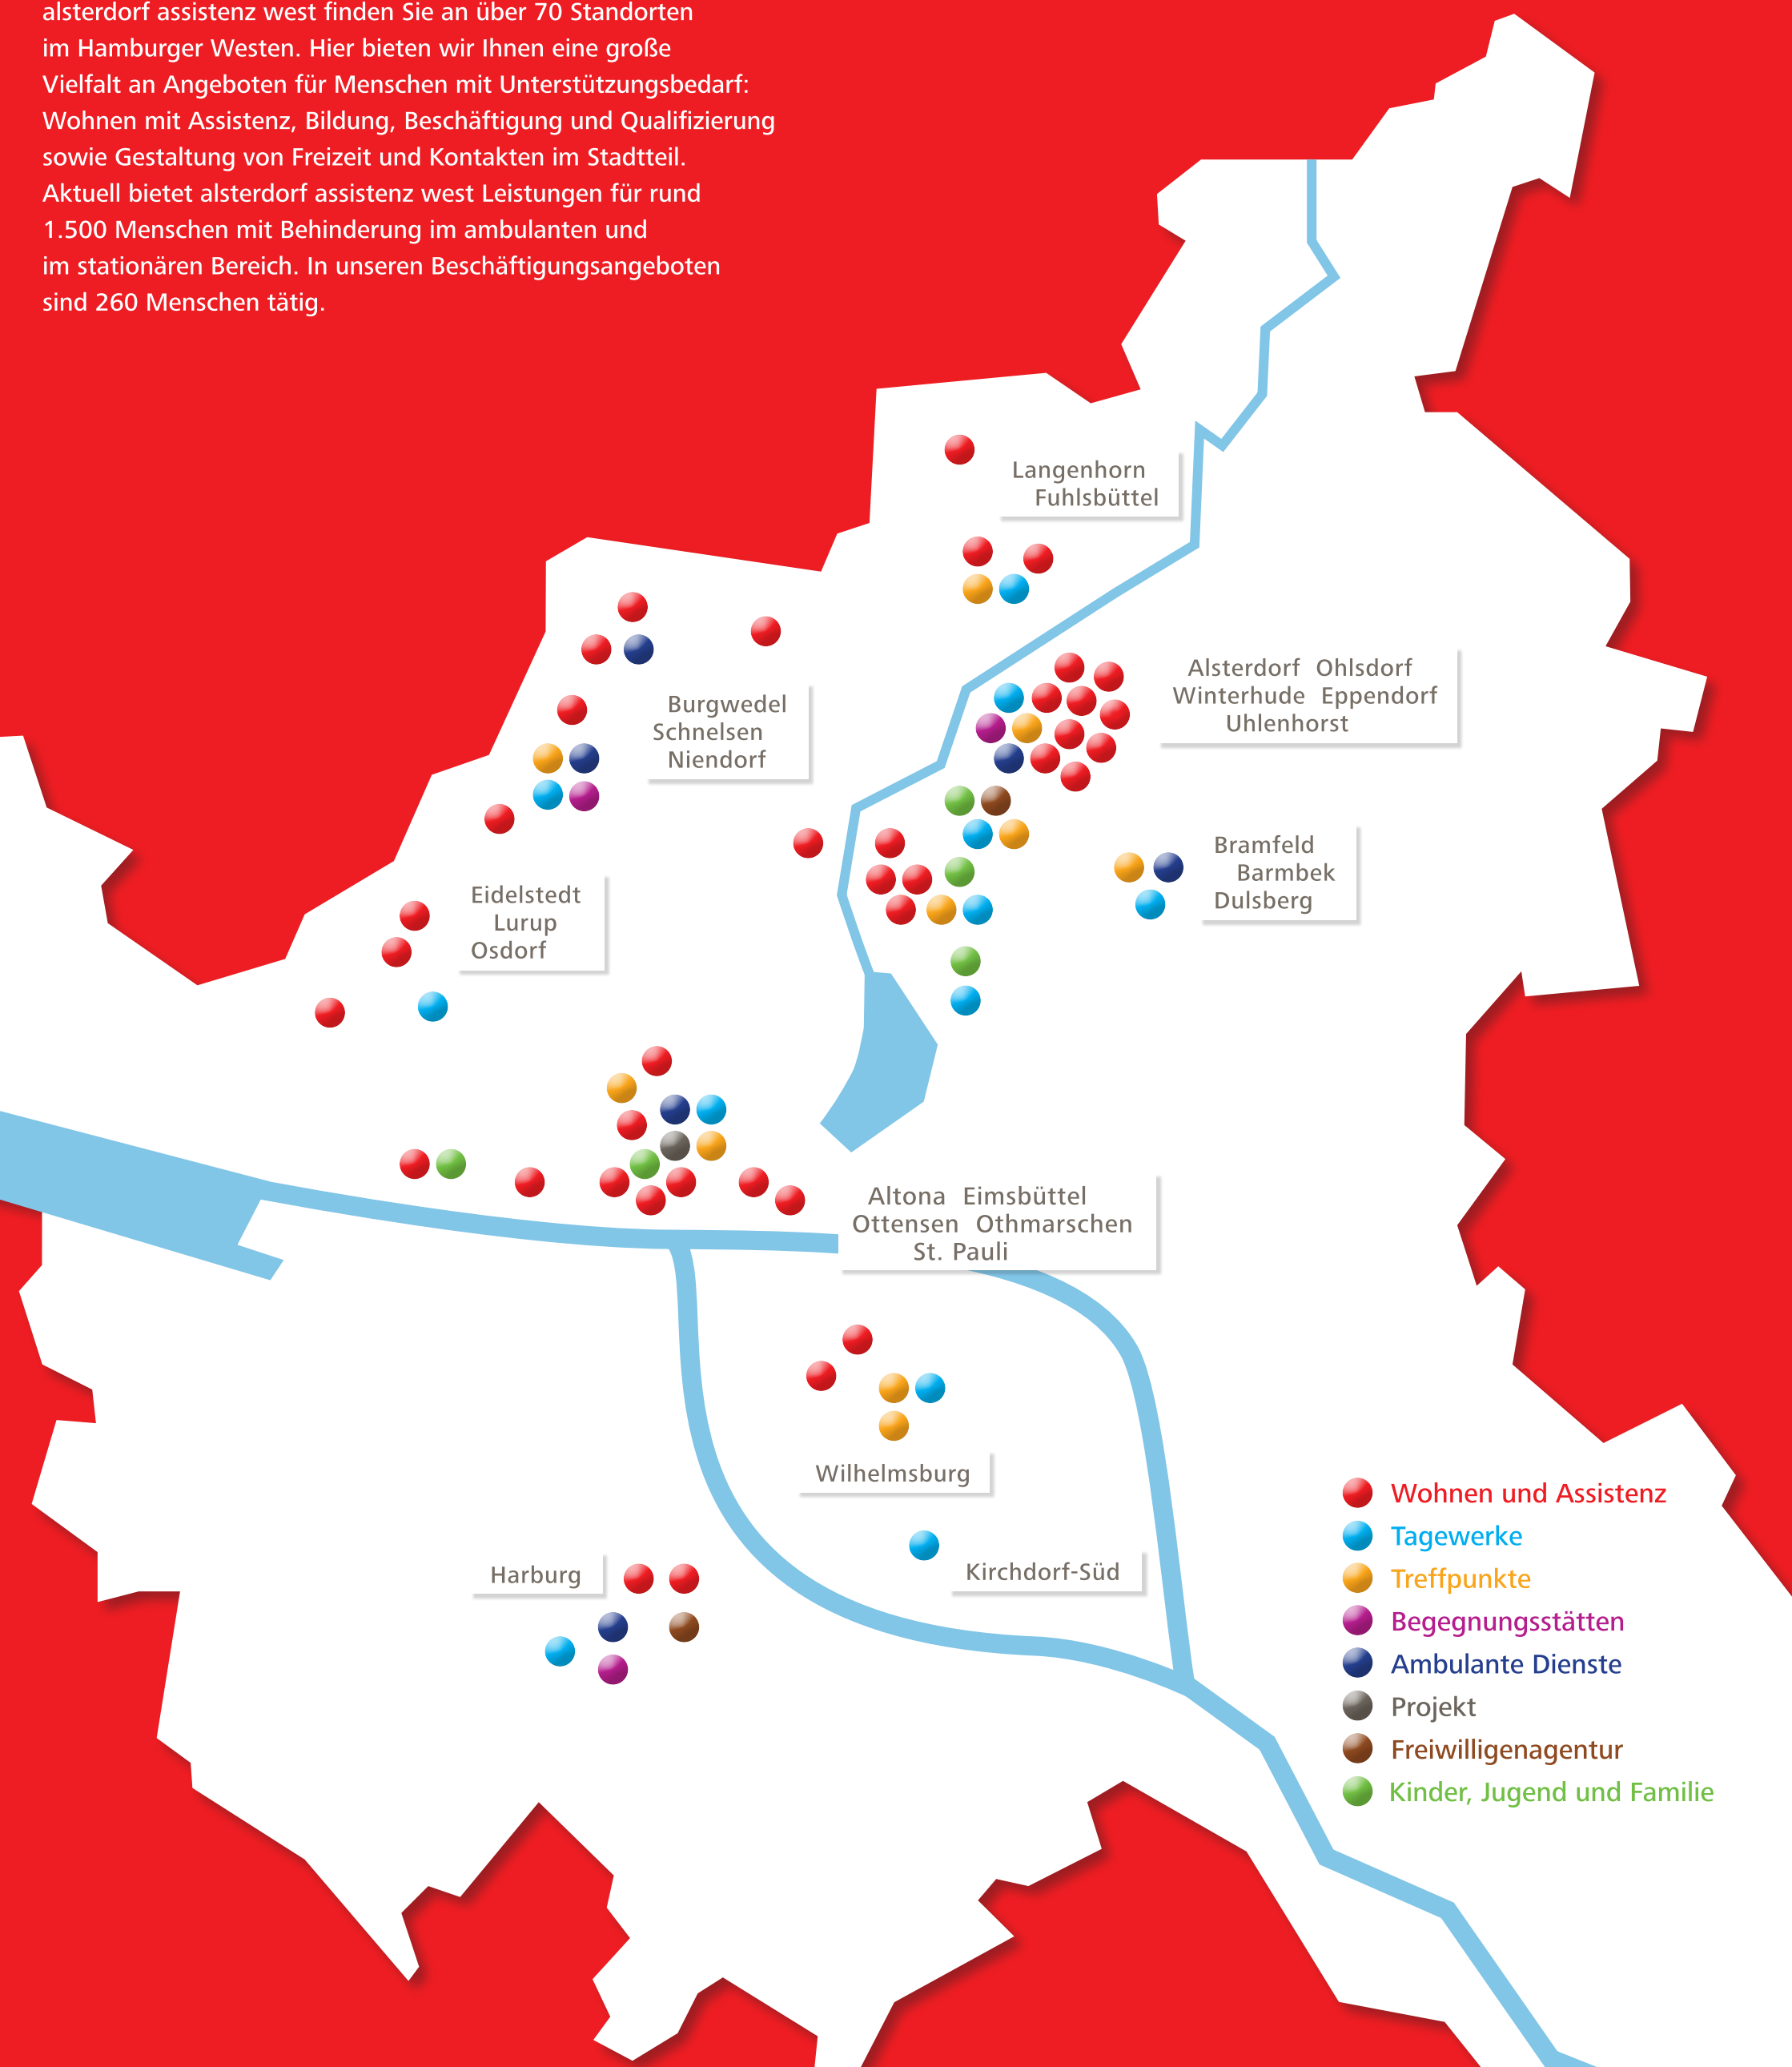 alsterdorf assistenz west finden Sie an über 70 Standorten
im Hamburger Westen. Hier bieten wir Ihnen eine große
Vielfalt an Angeboten für Menschen mit Unterstützungsbedarf:
Wohnen mit Assistenz, Bildung, Beschäftigung und Qualifizierung
sowie Gestaltung von Freizeit und Kontakten im Stadtteil.
Aktuell bietet alsterdorf assistenz west Leistungen für rund
1.500 Menschen mit Behinderung im ambulanten und
im stationären Bereich. In unseren Beschäftigungsangeboten
sind 260 Menschen tätig.
Langenhorn
Fuhlsbüttel
Alsterdorf Ohlsdorf
Winterhude Eppendorf
Uhlenhorst
Burgwedel
Schnelsen
Niendorf
Bramfeld
Barmbek
Dulsberg
Eidelstedt
Lurup
Osdorf
Altona Eimsbüttel
Ottensen Othmarschen
St. Pauli
Wilhelmsburg
Kirchdorf-Süd
Harburg
Wohnen und Assistenz
Tagewerke
Treffpunkte
Begegnungsstätten
Ambulante Dienste
Projekt
Freiwilligenagentur
Kinder, Jugend und Familie